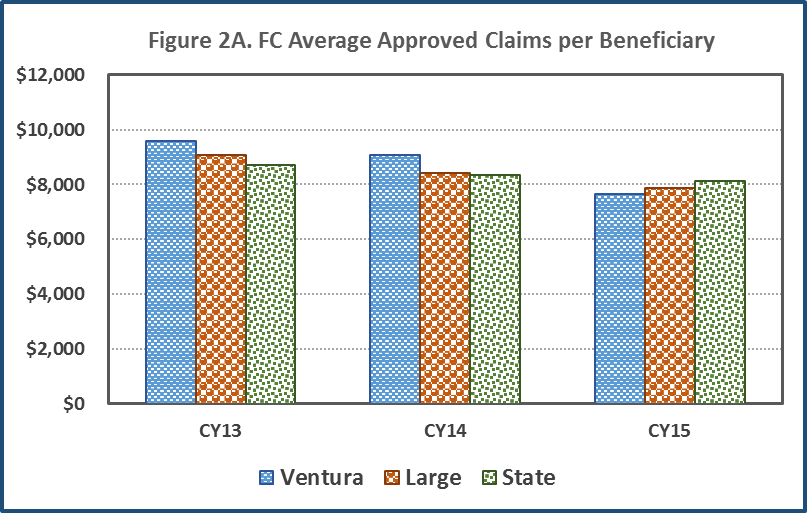 Figure 2A. FC Average Approved Claims per Beneficiary
$12,000
$10,000
$8,000
$6,000
$4,000
$2,000
$0
CY13 CY14 CY15
Ventura Large State